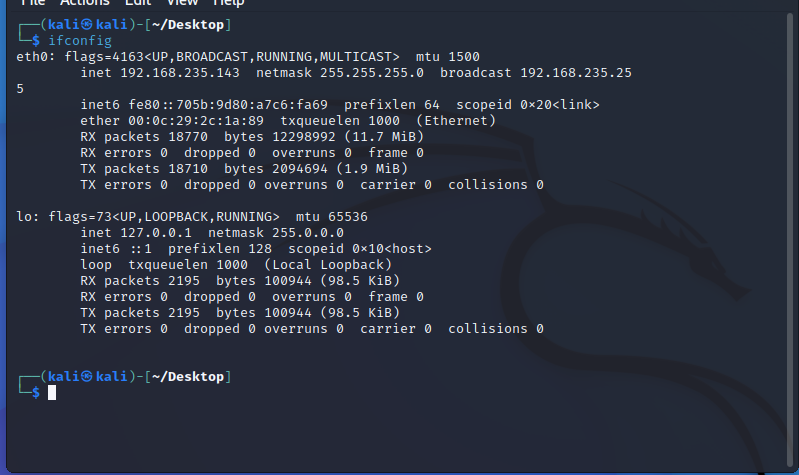 File Actions Edit View Help
┌──(kali㉿kali)-[~/Desktop]
└─$ ifconfig
eth0: flags=4163<UP,BROADCAST,RUNNING,MULTICAST>  mtu 1500
        inet 192.168.235.143  netmask 255.255.255.0  broadcast 192.168.235.25
5
        inet6 fe80::705b:9d80:a7c6:fa69  prefixlen 64  scopeid 0×20<link>
        ether 00:0c:29:2c:1a:89  txqueuelen 1000  (Ethernet)
        RX packets 18770  bytes 12298992 (11.7 MiB)
        RX errors 0  dropped 0  overruns 0  frame 0
        TX packets 18710  bytes 2094694 (1.9 MiB)
        TX errors 0  dropped 0 overruns 0  carrier 0  collisions 0

lo: flags=73<UP,LOOPBACK,RUNNING>  mtu 65536
        inet 127.0.0.1  netmask 255.0.0.0
        inet6 ::1  prefixlen 128  scopeid 0×10<host>
        loop  txqueuelen 1000  (Local Loopback)
        RX packets 2195  bytes 100944 (98.5 KiB)
        RX errors 0  dropped 0  overruns 0  frame 0
        TX packets 2195  bytes 100944 (98.5 KiB)
        TX errors 0  dropped 0 overruns 0  carrier 0  collisions 0

┌──(kali㉿kali)-[~/Desktop]
└─$